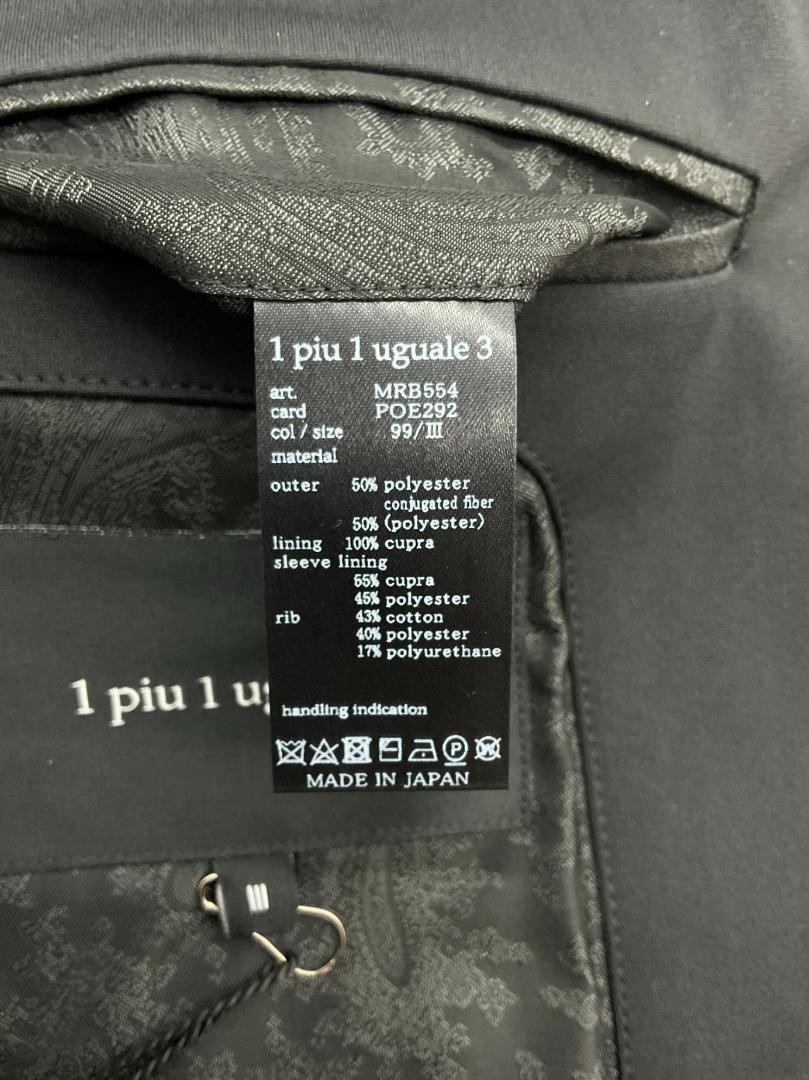 1 piu 1 uguale 3
art. MRB554
card POE292
col / size 99/Ⅲ
material
outer 50% polyester
conjugated fiber
50% (polyester)
lining 100% cupra
sleeve lining
55% cupra
45% polyester
rib 43% cotton
40% polyester
17% polyurethane
handling indication
P W
MADE IN JAPAN
1 piu 1 ug
III